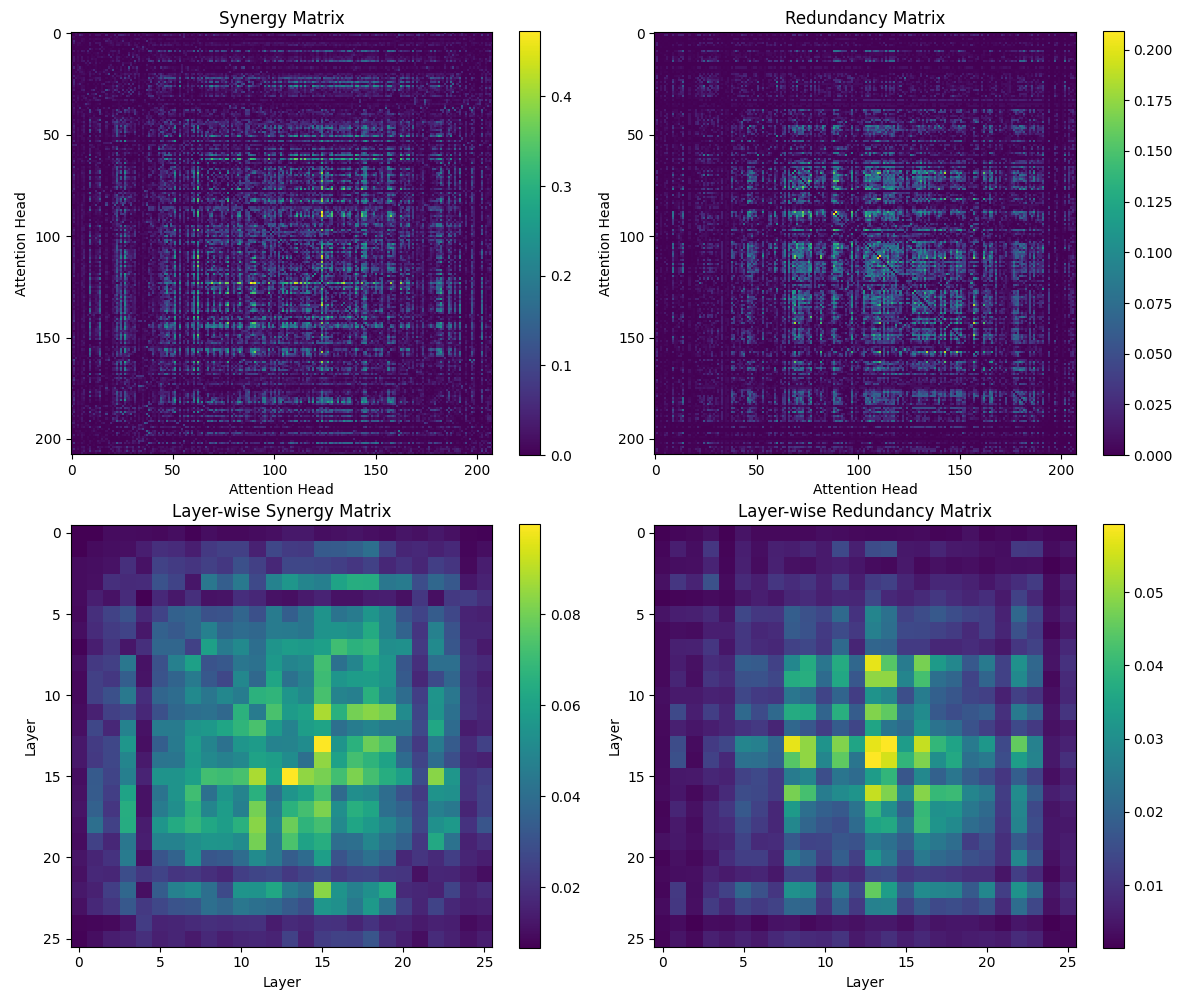 Synergy Matrix
0
50
100
150
200
0 50 100 150 200
Attention Head
Attention Head
0.4
0.3
0.2
0.1
0.0
Redundancy Matrix
0
50
100
150
200
0 50 100 150 200
Attention Head
Attention Head
0.200
0.175
0.150
0.125
0.100
0.075
0.050
0.025
0.000
Layer-wise Synergy Matrix
0
5
10
15
20
25
0 5 10 15 20 25
Layer
Layer
0.08
0.06
0.04
0.02
Layer-wise Redundancy Matrix
0
5
10
15
20
25
0 5 10 15 20 25
Layer
Layer
0.05
0.04
0.03
0.02
0.01